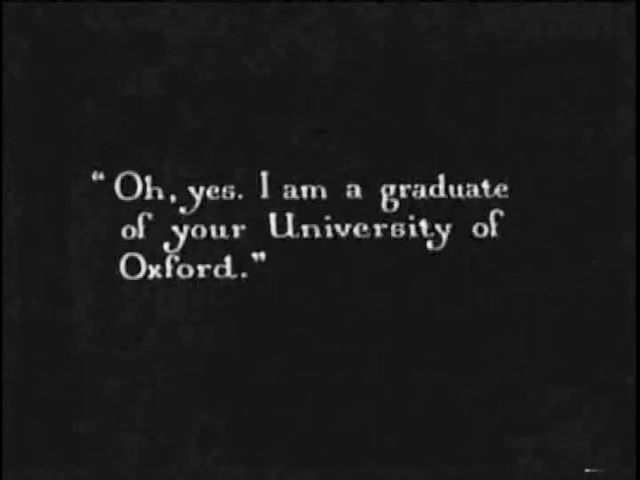 “Oh, yes. I am a graduate
of your University of
Oxford.”